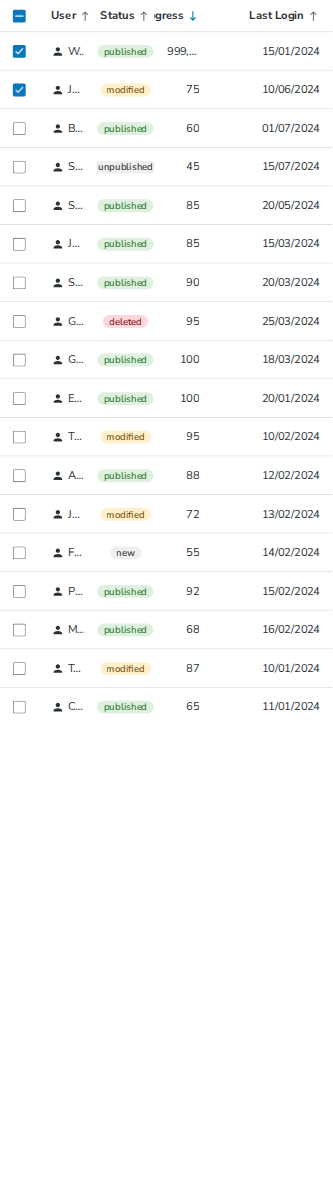 User Status ogress Last Login
W... published 999,... 15/01/2024
J... modified 75 10/06/2024
B... published 60 01/07/2024
S... unpublished 45 15/07/2024
S... published 85 20/05/2024
J... published 85 15/03/2024
S... published 90 20/03/2024
G... deleted 95 25/03/2024
G... published 100 18/03/2024
E... published 100 20/01/2024
T... modified 95 10/02/2024
A... published 88 12/02/2024
J... modified 72 13/02/2024
F... new 55 14/02/2024
P... published 92 15/02/2024
M... published 68 16/02/2024
T... modified 87 10/01/2024
C... published 65 11/01/2024